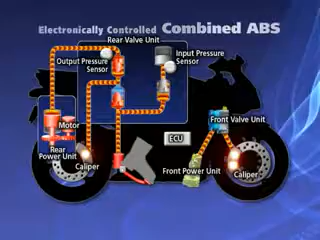 Electronically Controlled Combined ABS
Rear Valve Unit
Output Pressure
Sensor
Input Pressure
Sensor
Motor
Front Valve Unit
ECU
Rear
Power Unit
Caliper
Front Power Unit
Caliper